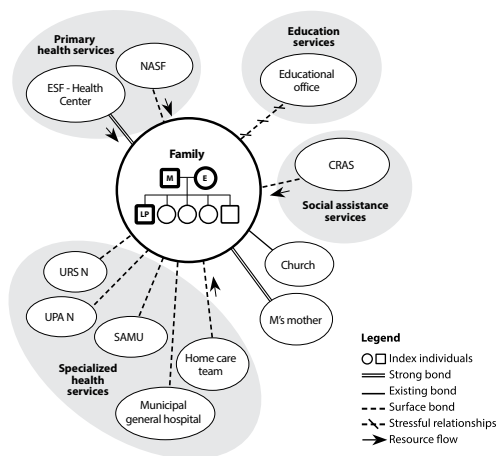 Primary
health services
NASF
ESF - Health
Center
Education
services
Educational
office
Family
M
E
LP
CRAS
Social assistance
services
Church
M's mother
URS N
UPA N
SAMU
Home care
team
Specialized
health
services
Municipal
general hospital
Legend
Index individuals
Strong bond
Existing bond
Surface bond
Stressful relationships
Resource flow